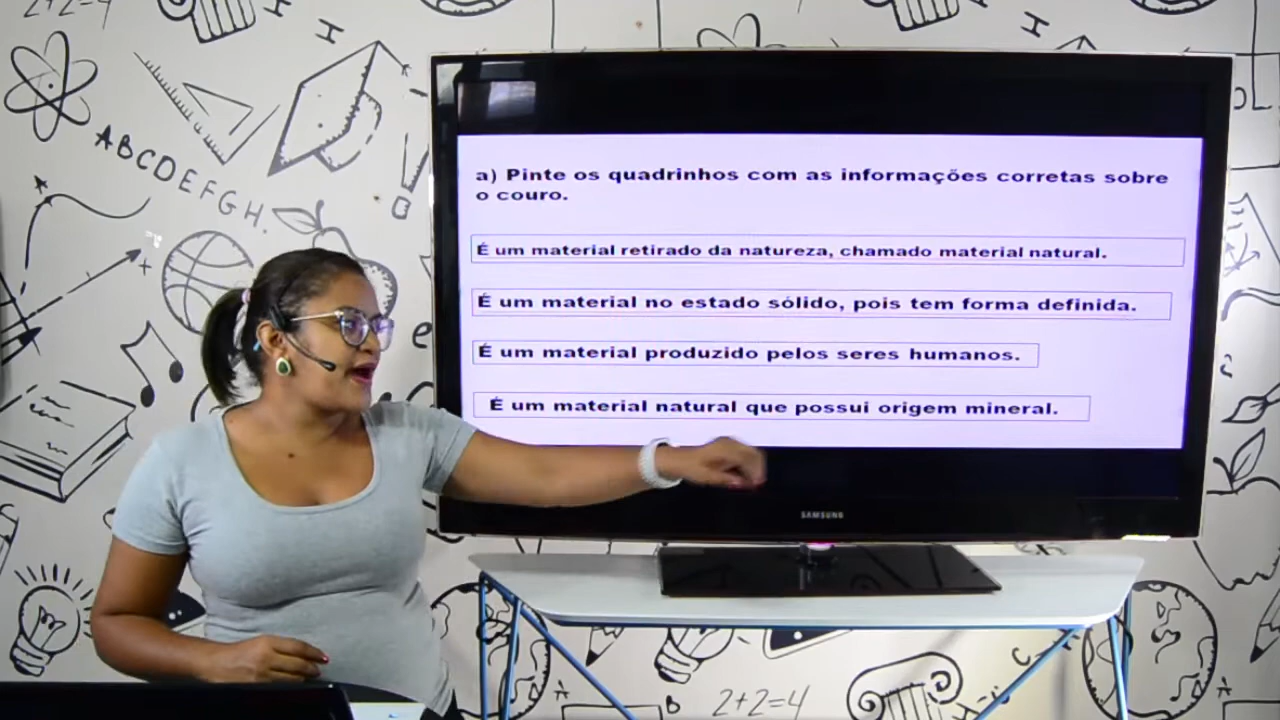 2+2=4
ABCDEFGH.
a) Pinte os quadrinhos com as informações corretas sobre
o couro.
É um material retirado da natureza, chamado material natural.
É um material no estado sólido, pois tem forma definida.
É um material produzido pelos seres humanos.
É um material natural que possui origem mineral.
SAMSUNG
A
B
2+2=4
A